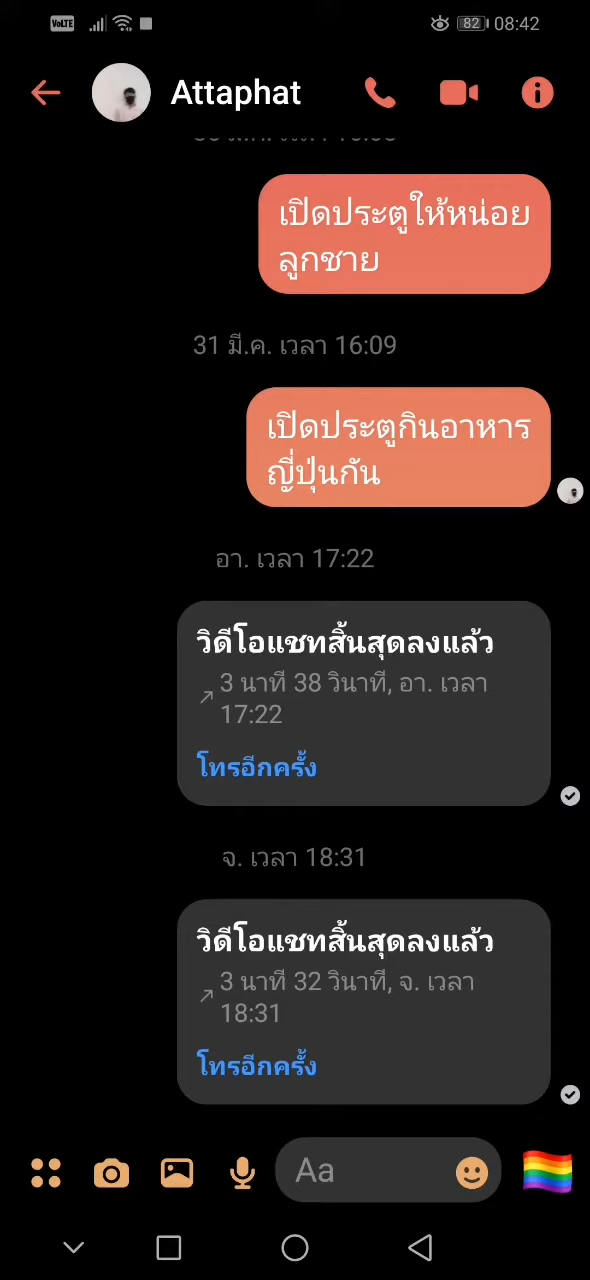 VoLTE
82 08:42
Attaphat
เปิดประตูให้หน่อย
ลูกชาย
31 มี.ค. เวลา 16:09
เปิดประตูกินอาหาร
ญี่ปุ่นกัน
อา. เวลา 17:22
วิดีโอแชทสิ้นสุดลงแล้ว
3 นาที 38 วินาที, อา. เวลา
17:22
โทรอีกครั้ง
จ. เวลา 18:31
วิดีโอแชทสิ้นสุดลงแล้ว
3 นาที 32 วินาที, จ. เวลา
18:31
โทรอีกครั้ง
Aa